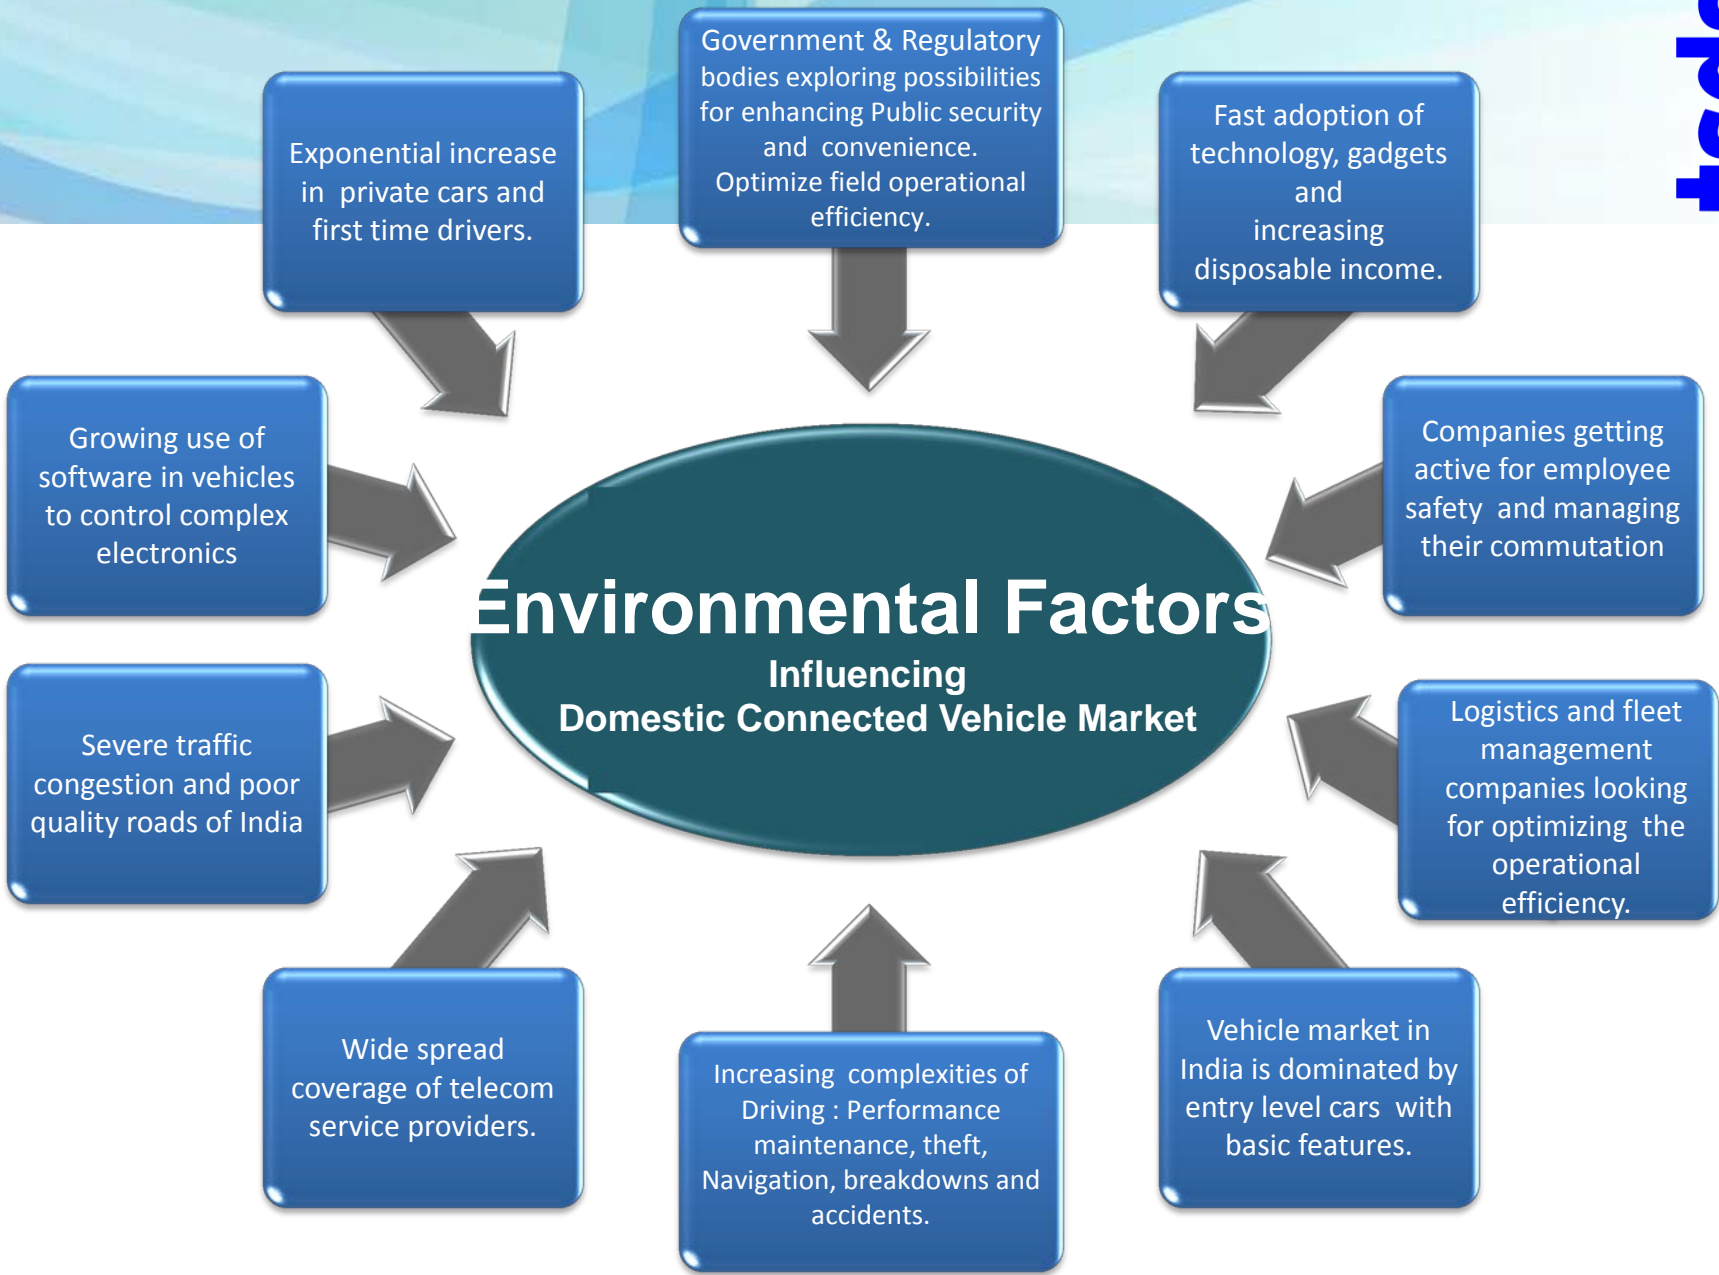 Government & Regulatory
bodies exploring possibilities
for enhancing Public security
and convenience.
Optimize field operational
efficiency.
Exponential increase
in private cars and
first time drivers.
Fast adoption of
technology, gadgets
and
increasing
disposable income.
Growing use of
software in vehicles
to control complex
electronics
Companies getting
active for employee
safety and managing
their commutation
Environmental Factors
Influencing
Domestic Connected Vehicle Market
Severe traffic
congestion and poor
quality roads of India
Logistics and fleet
management
companies looking
for optimizing the
operational
efficiency.
Wide spread
coverage of telecom
service providers.
Increasing complexities of
Driving : Performance
maintenance, theft,
Navigation, breakdowns and
accidents.
Vehicle market in
India is dominated by
entry level cars with
basic features.